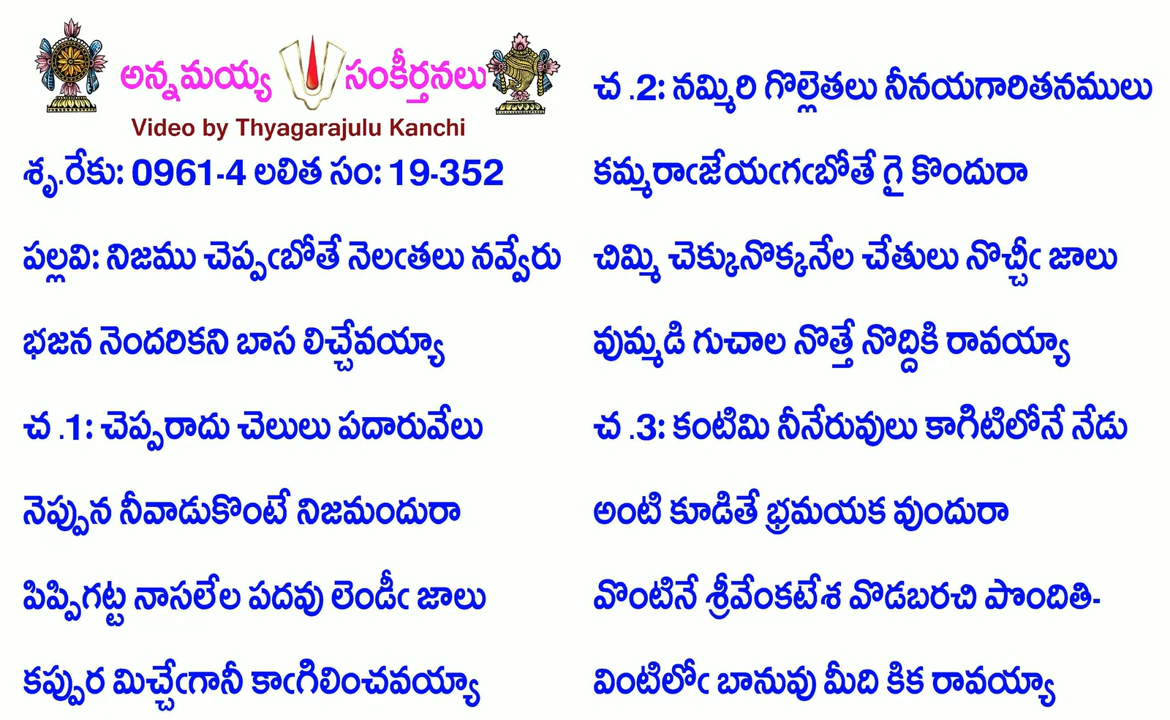 అన్నమయ్య సంకీర్తనలు
Video by Thyagarajulu Kanchi
శృ.రేకు: 0961-4 లలిత సం: 19-352
పల్లవి: నిజము చెప్పఁబోతే నెలఁతలు నవ్వేరు
భజన నెందరికని బాస లిచ్చేవయ్యా
చ .1: చెప్పరాదు చెలులు పదారువేలు
నెప్పున నీవాడుకొంటే నిజమందురా
పిప్పిగట్ట నాసలేల పదవు లెండీఁ జాలు
కప్పుర మిచ్చేఁగానీ కాఁగిలించవయ్యా
చ .2: నమ్మిరి గొల్లెతలు నీనయగారితనములు
కమ్మరాఁజేయఁగఁబోతే గై కొందురా
చిమ్మి చెక్కునొక్కనేల చేతులు నొచ్చీఁ జాలు
వుమ్మడి గుచాల నొత్తే నొద్దికి రావయ్యా
చ .3: కంటిమి నీనేరువులు కాగిటిలోనే నేడు
అంటి కూడితే భ్రమయక వుందురా
వొంటినే శ్రీవేంకటేశ వొడబరచి పొందితి-
వింటిలోఁ బానువు మీది కిక రావయ్యా